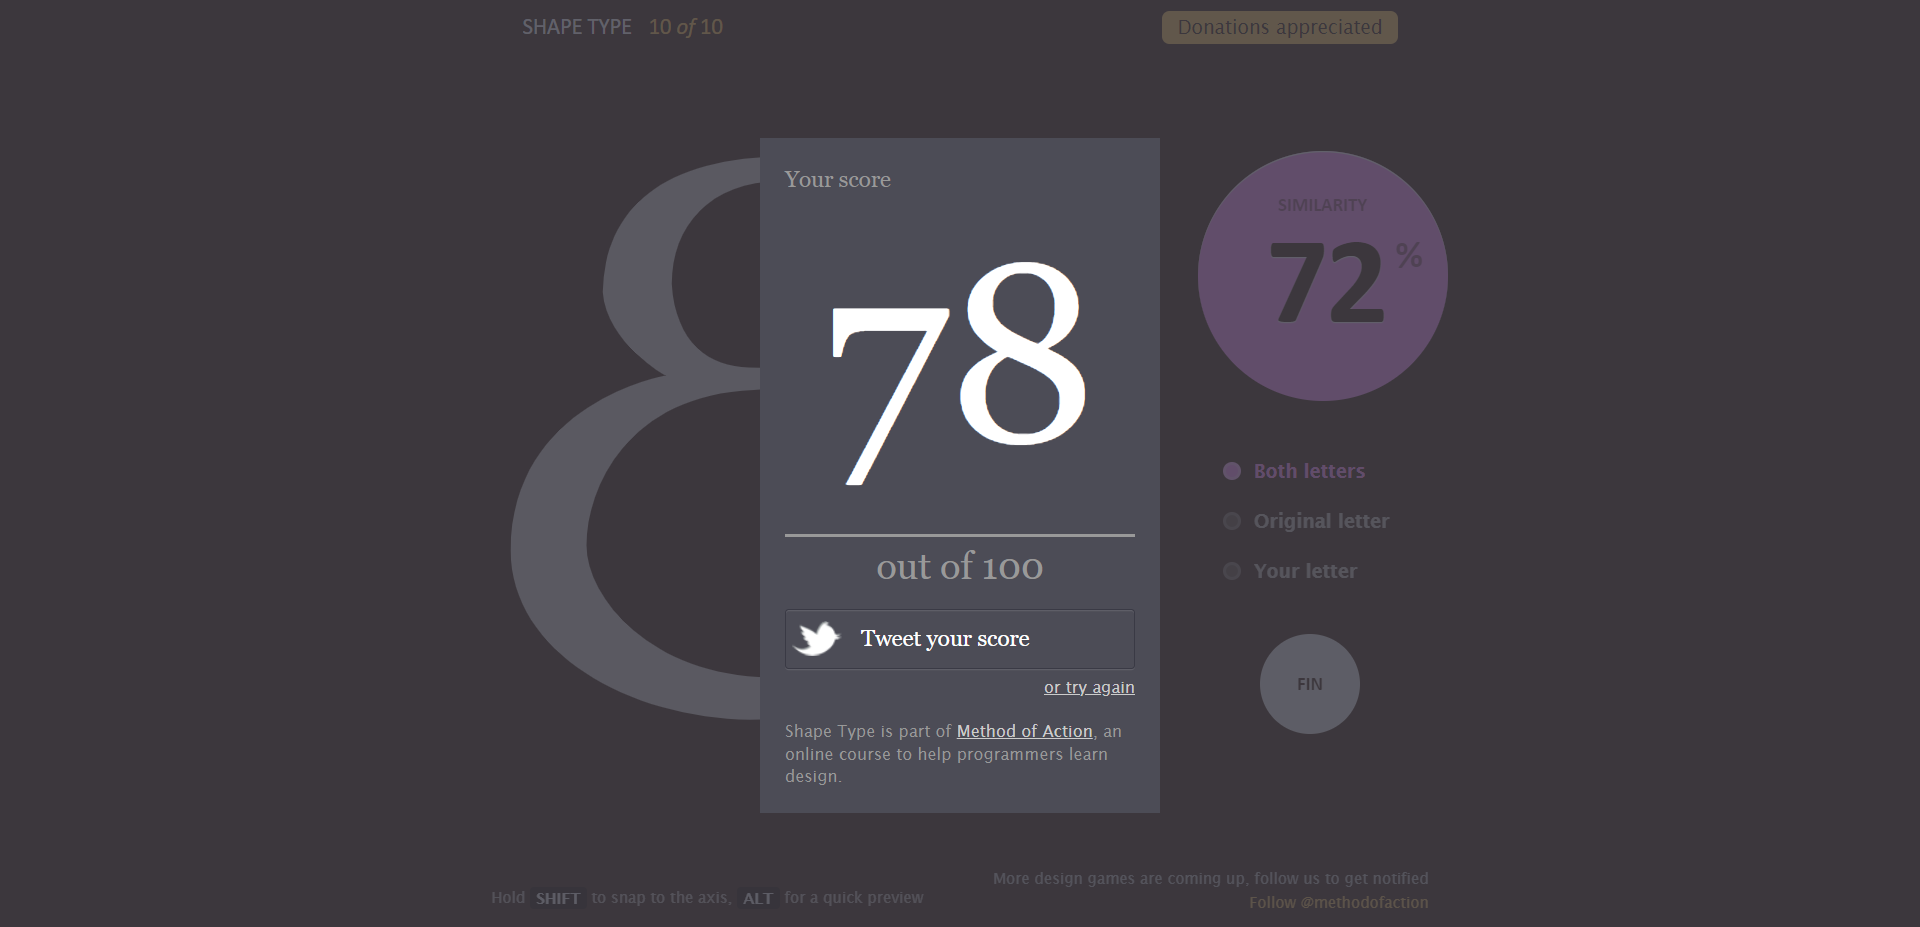 SHAPE TYPE 10 of 10
Donations appreciated
Your score
78
out of 100
Tweet your score
or try again
Shape Type is part of Method of Action, an
online course to help programmers learn
design.
SIMILARITY
72 %
Both letters
Original letter
Your letter
FIN
Hold SHIFT to snap to the axis, ALT for a quick preview
More design games are coming up, follow us to get notified
Follow @methodofaction